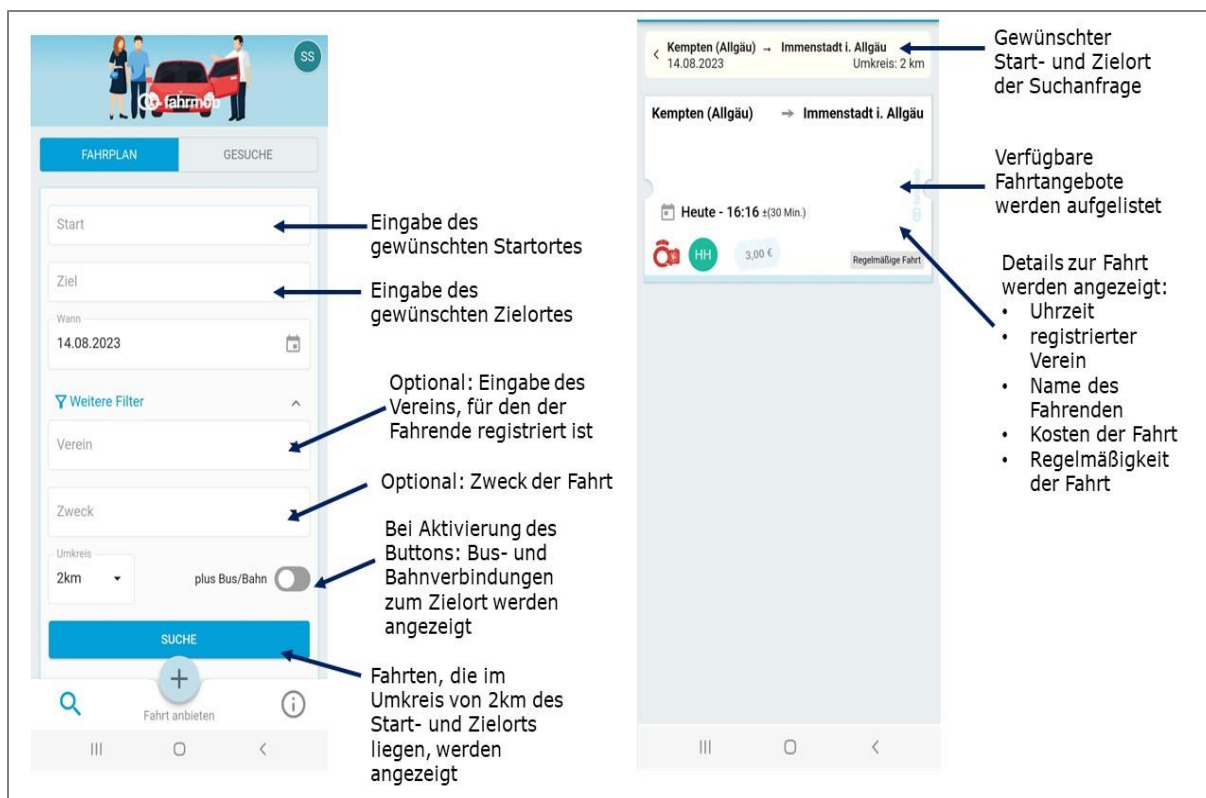 SS
fahrmob
FAHRPLAN
GESUCHE
Start
Ziel
Wann
14.08.2023
Weitere Filter
Verein
Zweck
Umkreis
2km
plus Bus/Bahn
SUCHE
+
Fahrt anbieten
Eingabe des
gewünschten Startortes
Eingabe des
gewünschten Zielortes
Optional: Eingabe des
Vereins, für den der
Fahrende registriert ist
Optional: Zweck der Fahrt
Bei Aktivierung des
Buttons: Bus- und
Bahnverbindungen
zum Zielort werden
angezeigt
Fahrten, die im
Umkreis von 2km des
Start- und Zielorts
liegen, werden
angezeigt
Kempten (Allgäu) → Immenstadt i. Allgäu
14.08.2023 Umkreis: 2 km
Kempten (Allgäu) → Immenstadt i. Allgäu
fahrmob
Heute - 16:16 ±(30 Min.)
HH
3,00 €
Regelmäßige Fahrt
Gewünschter
Start- und Zielort
der Suchanfrage
Verfügbare
Fahrtangebote
werden aufgelistet
Details zur Fahrt
werden angezeigt:
• Uhrzeit
• registrierter
Verein
• Name des
Fahrenden
• Kosten der Fahrt
• Regelmäßigkeit
der Fahrt